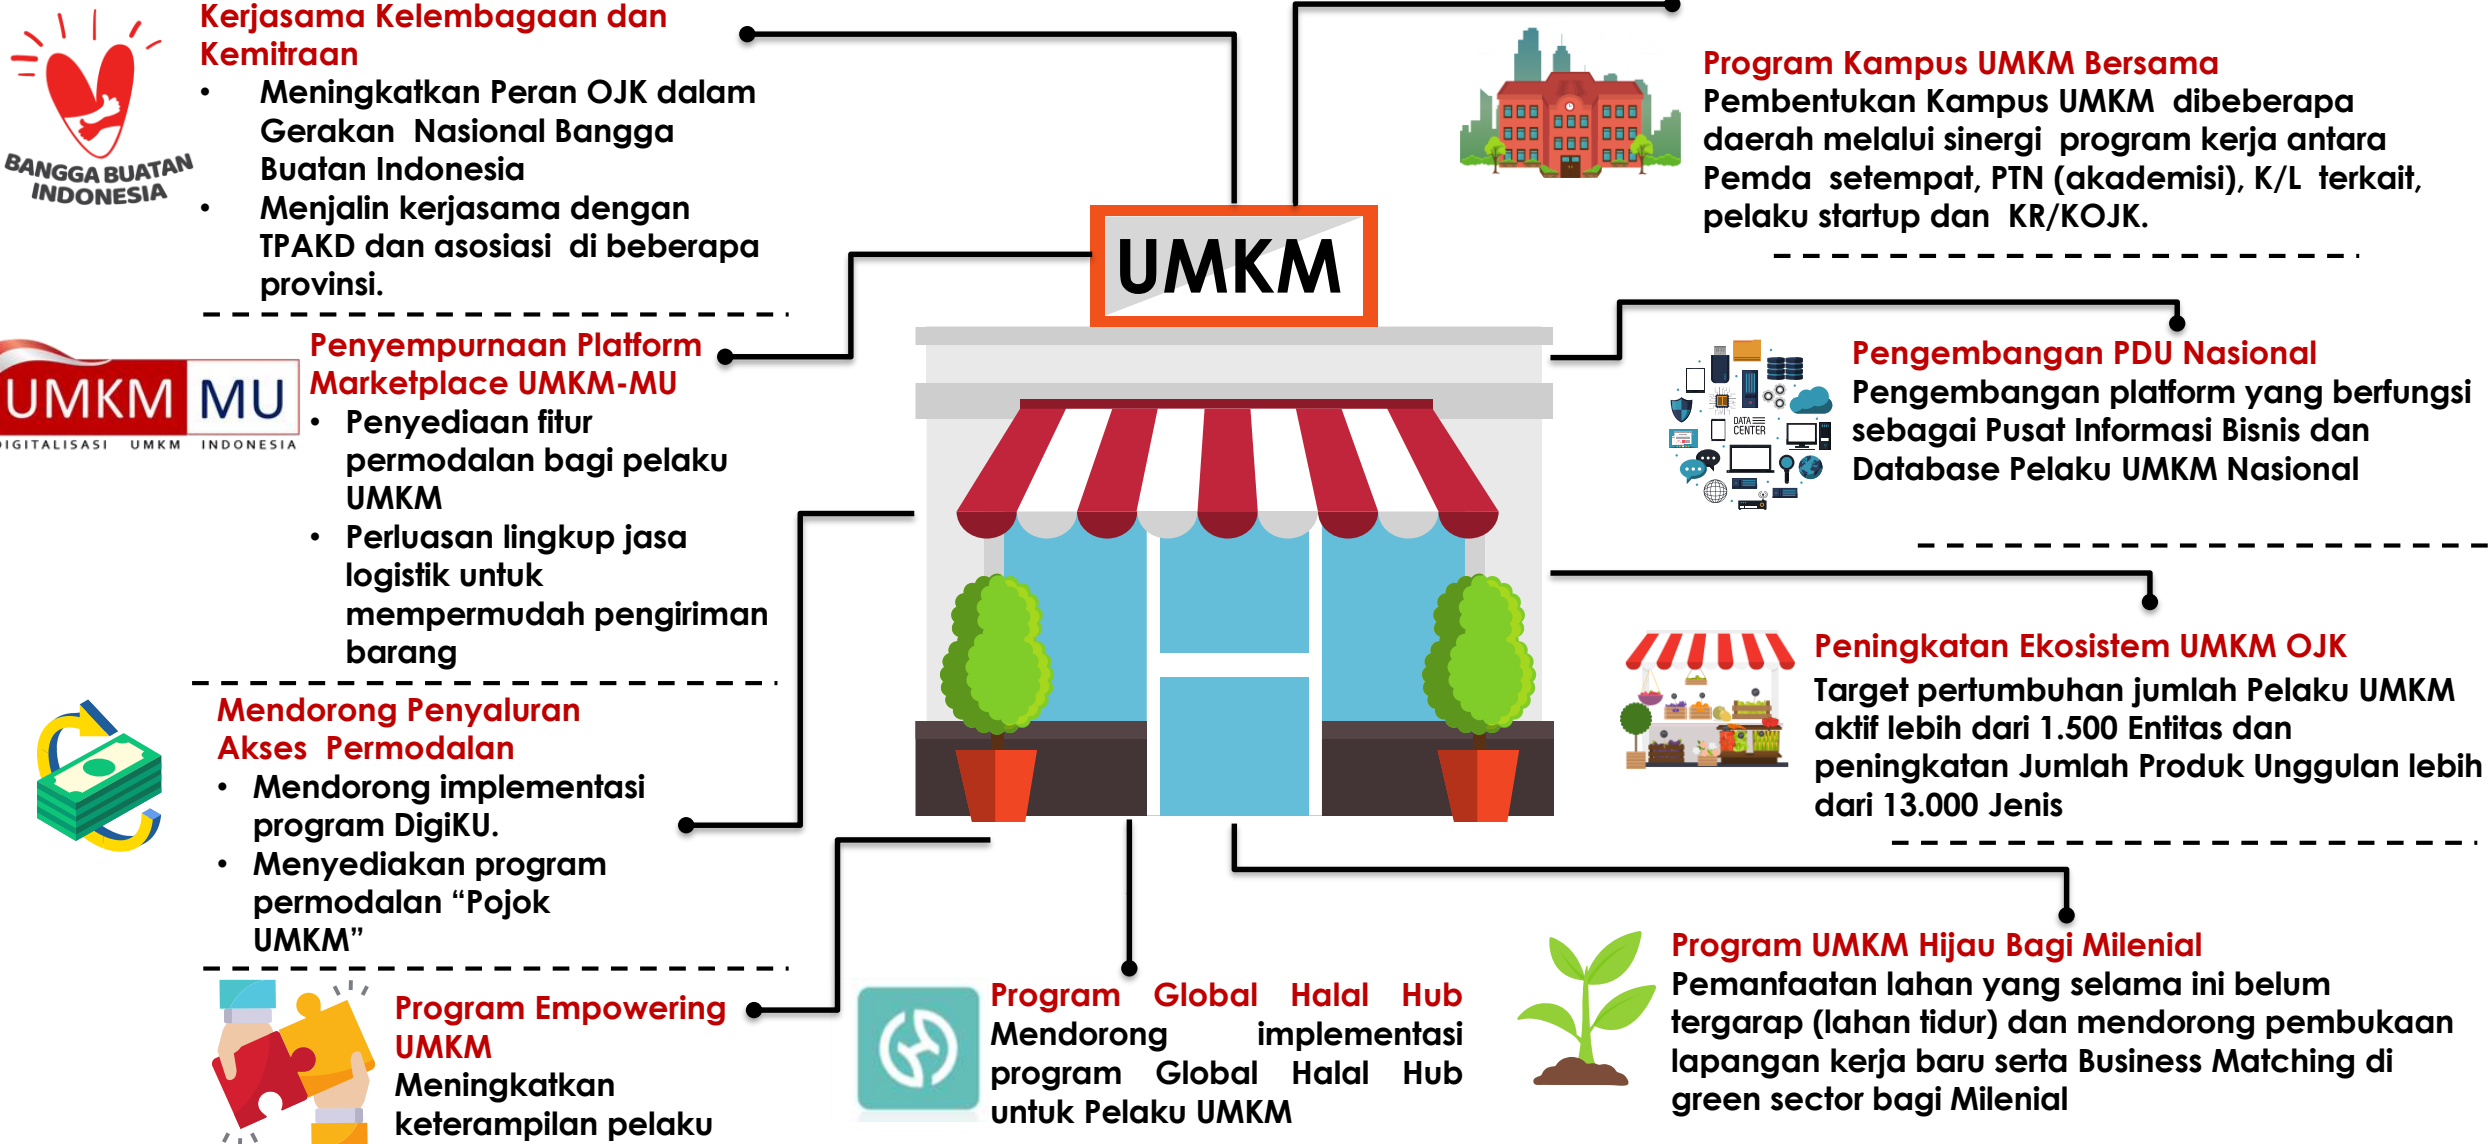 Kerjasama Kelembagaan dan
Kemitraan
• Meningkatkan Peran OJK dalam
Gerakan Nasional Bangga
Buatan Indonesia
• Menjalin kerjasama dengan
TPAKD dan asosiasi di beberapa
provinsi.
BANGGA BUATAN
INDONESIA
Penyempurnaan Platform
Marketplace UMKM-MU
• Penyediaan fitur
permodalan bagi pelaku
UMKM
• Perluasan lingkup jasa
logistik untuk
mempermudah pengiriman
barang
UMKM MU
DIGITALISASI UMKM INDONESIA
Mendorong Penyaluran
Akses Permodalan
• Mendorong implementasi
program DigiKU.
• Menyediakan program
permodalan “Pojok
UMKM”
Program Empowering
UMKM
Meningkatkan
keterampilan pelaku
UMKM
Program Global Halal Hub
Mendorong implementasi
program Global Halal Hub
untuk Pelaku UMKM
Program Kampus UMKM Bersama
Pembentukan Kampus UMKM dibeberapa
daerah melalui sinergi program kerja antara
Pemda setempat, PTN (akademisi), K/L terkait,
pelaku startup dan KR/KOJK.
Pengembangan PDU Nasional
Pengembangan platform yang berfungsi
sebagai Pusat Informasi Bisnis dan
Database Pelaku UMKM Nasional
DATA
CENTER
Peningkatan Ekosistem UMKM OJK
Target pertumbuhan jumlah Pelaku UMKM
aktif lebih dari 1.500 Entitas dan
peningkatan Jumlah Produk Unggulan lebih
dari 13.000 Jenis
Program UMKM Hijau Bagi Milenial
Pemanfaatan lahan yang selama ini belum
tergarap (lahan tidur) dan mendorong pembukaan
lapangan kerja baru serta Business Matching di
green sector bagi Milenial